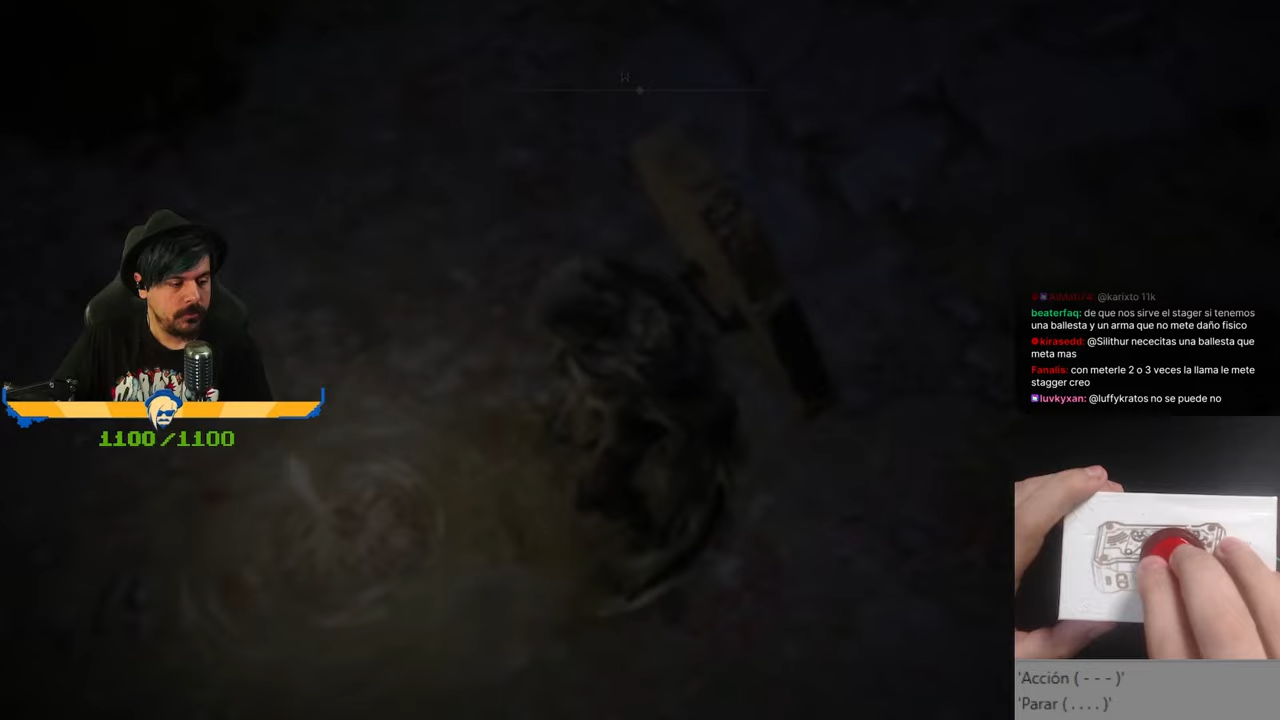 W
AlMaru4 @karixto 11k
beaterfaq: de que nos sirve el stager si tenemos
una ballesta y un arma que no mete daño fisico
kirasedd: @Silithur nececitas una ballesta que
meta mas
Fanalis: con meterle 2 o 3 veces la llama le mete
stagger creo
luvkyxan: @luffykratos no se puede no
1100/1100
'Acción ( - - - )'
'Parar ( . . . . )'